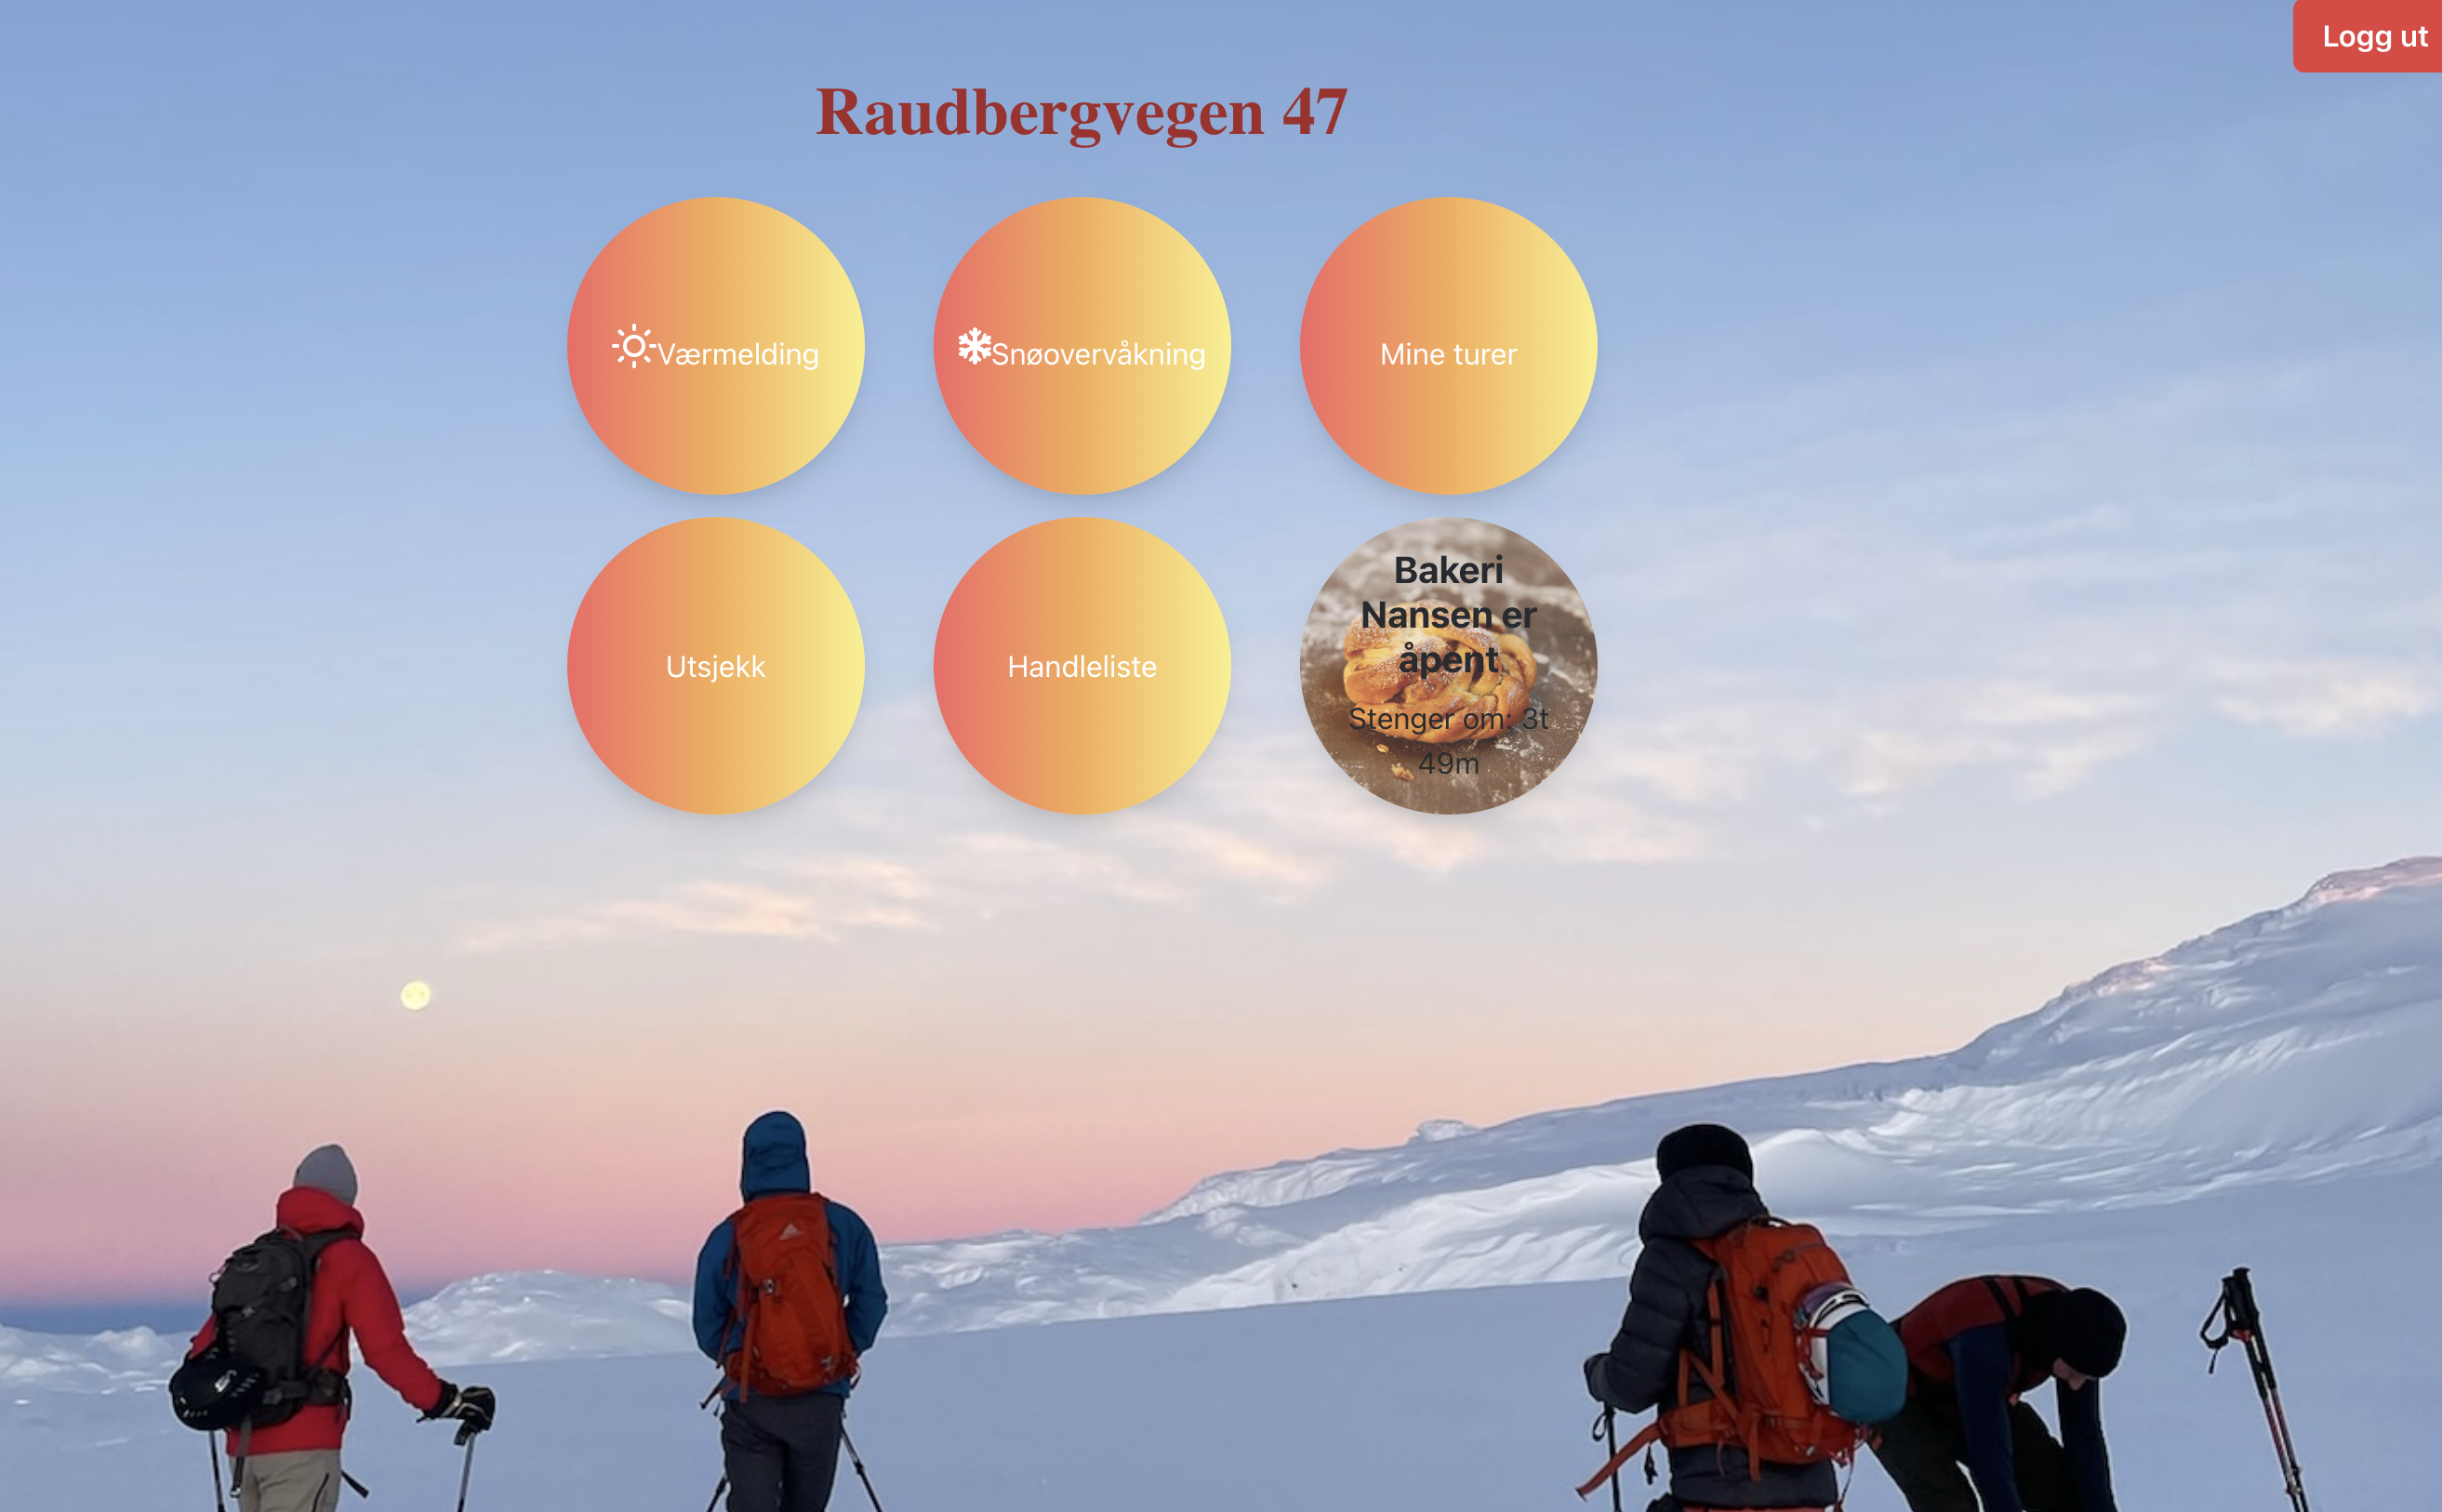 Logg ut
Raudbergvegen 47
Værmelding
Snøovervåkning
Mine turer
Utsjekk
Handleliste
Bakeri
Nansen er
åpent
Stenger om: 3t
49m